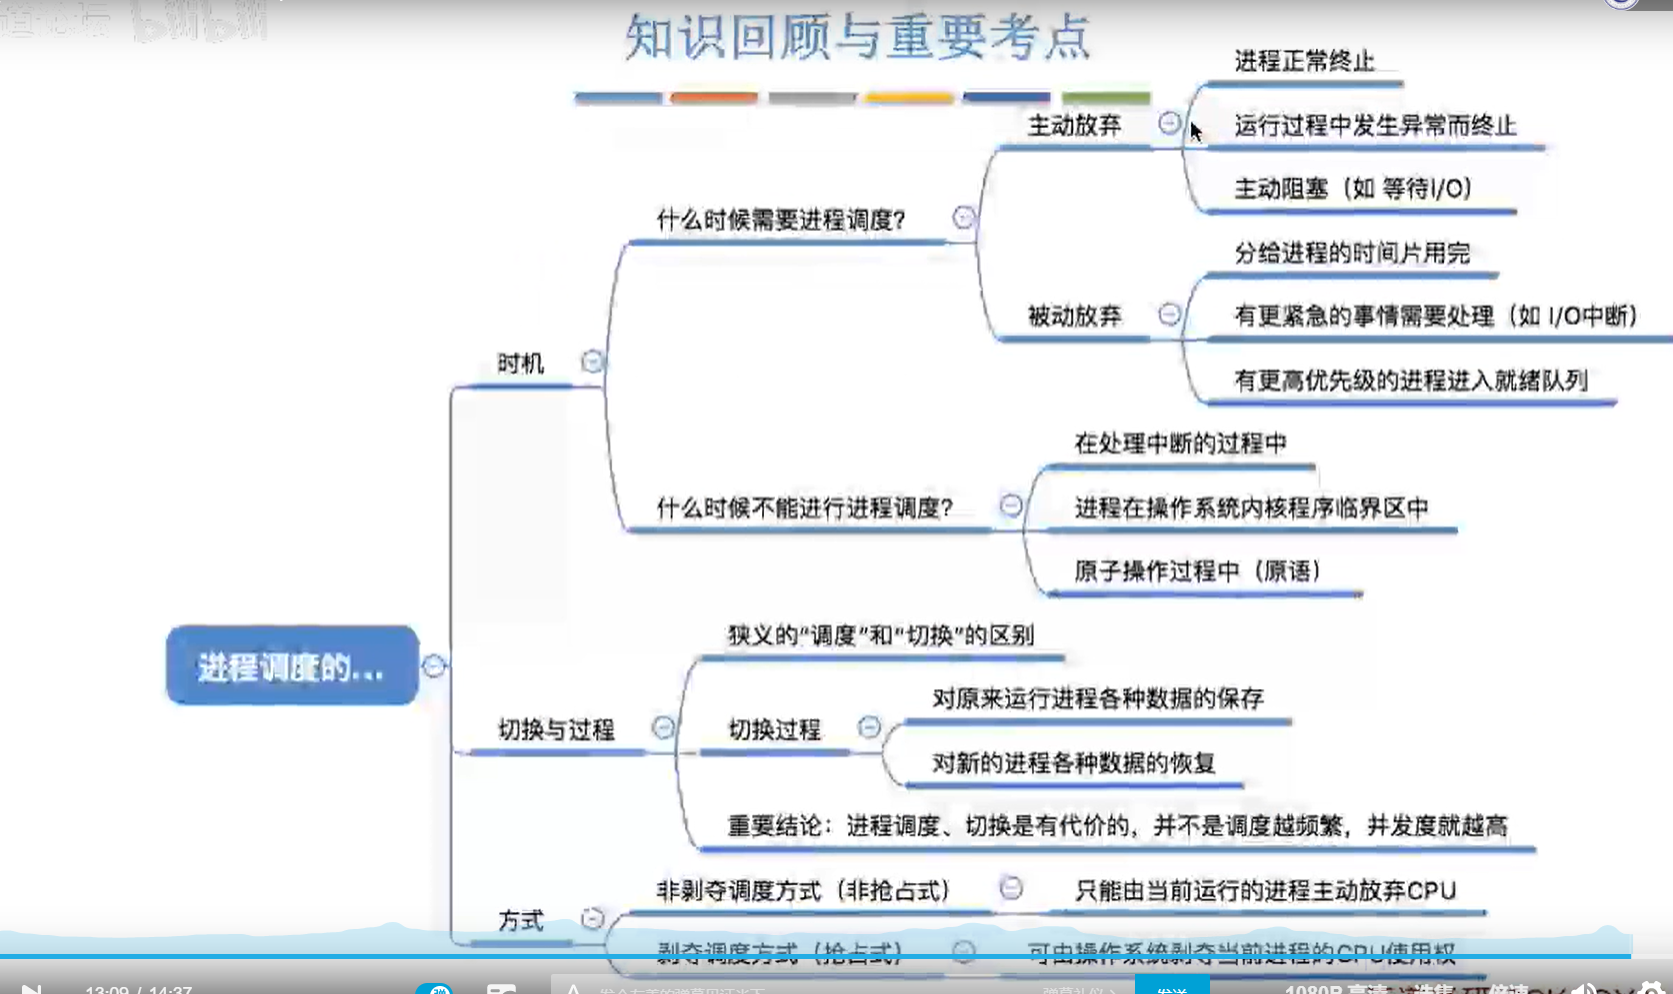 知识回顾与重要考点
进程正常终止
主动放弃
运行过程中发生异常而终止
主动阻塞（如 等待I/O）
什么时候需要进程调度？
分给进程的时间片用完
被动放弃
有更紧急的事情需要处理（如 I/O中断）
有更高优先级的进程进入就绪队列
时机
在处理中断的过程中
什么时候不能进行进程调度？
进程在操作系统内核程序临界区中
原子操作过程中（原语）
进程调度的...
狭义的“调度”和“切换”的区别
对原来运行进程各种数据的保存
切换与过程
切换过程
对新的进程各种数据的恢复
重要结论：进程调度、切换是有代价的，并不是调度越频繁，并发度就越高
非剥夺调度方式（非抢占式）
只能由当前运行的进程主动放弃CPU
方式
剥夺调度方式（抢占式）
可由操作系统剥夺当前进程的CPU使用权
13:09 / 14:37
弹幕礼仪
发送
1080P 高清
选集
倍速